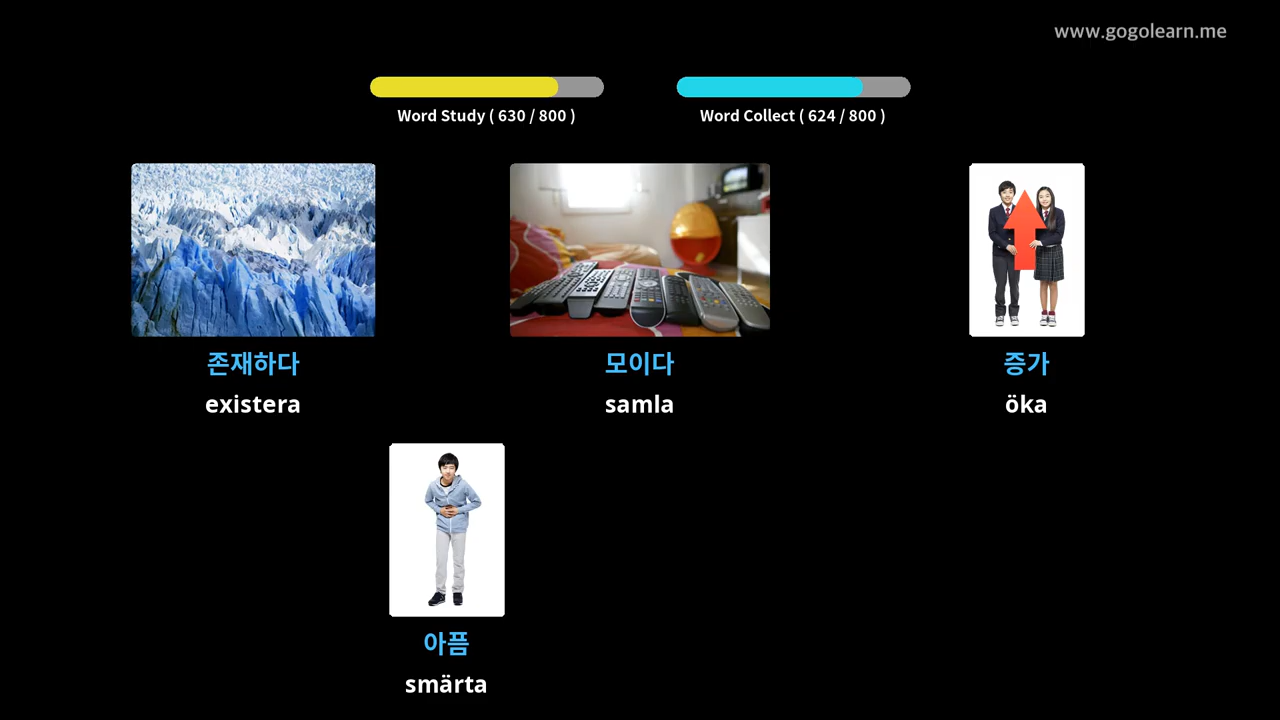 www.gogolearn.me
Word Study ( 630 / 800 )
Word Collect ( 624 / 800 )
존재하다
existera
모이다
samla
증가
öka
아픔
smärta